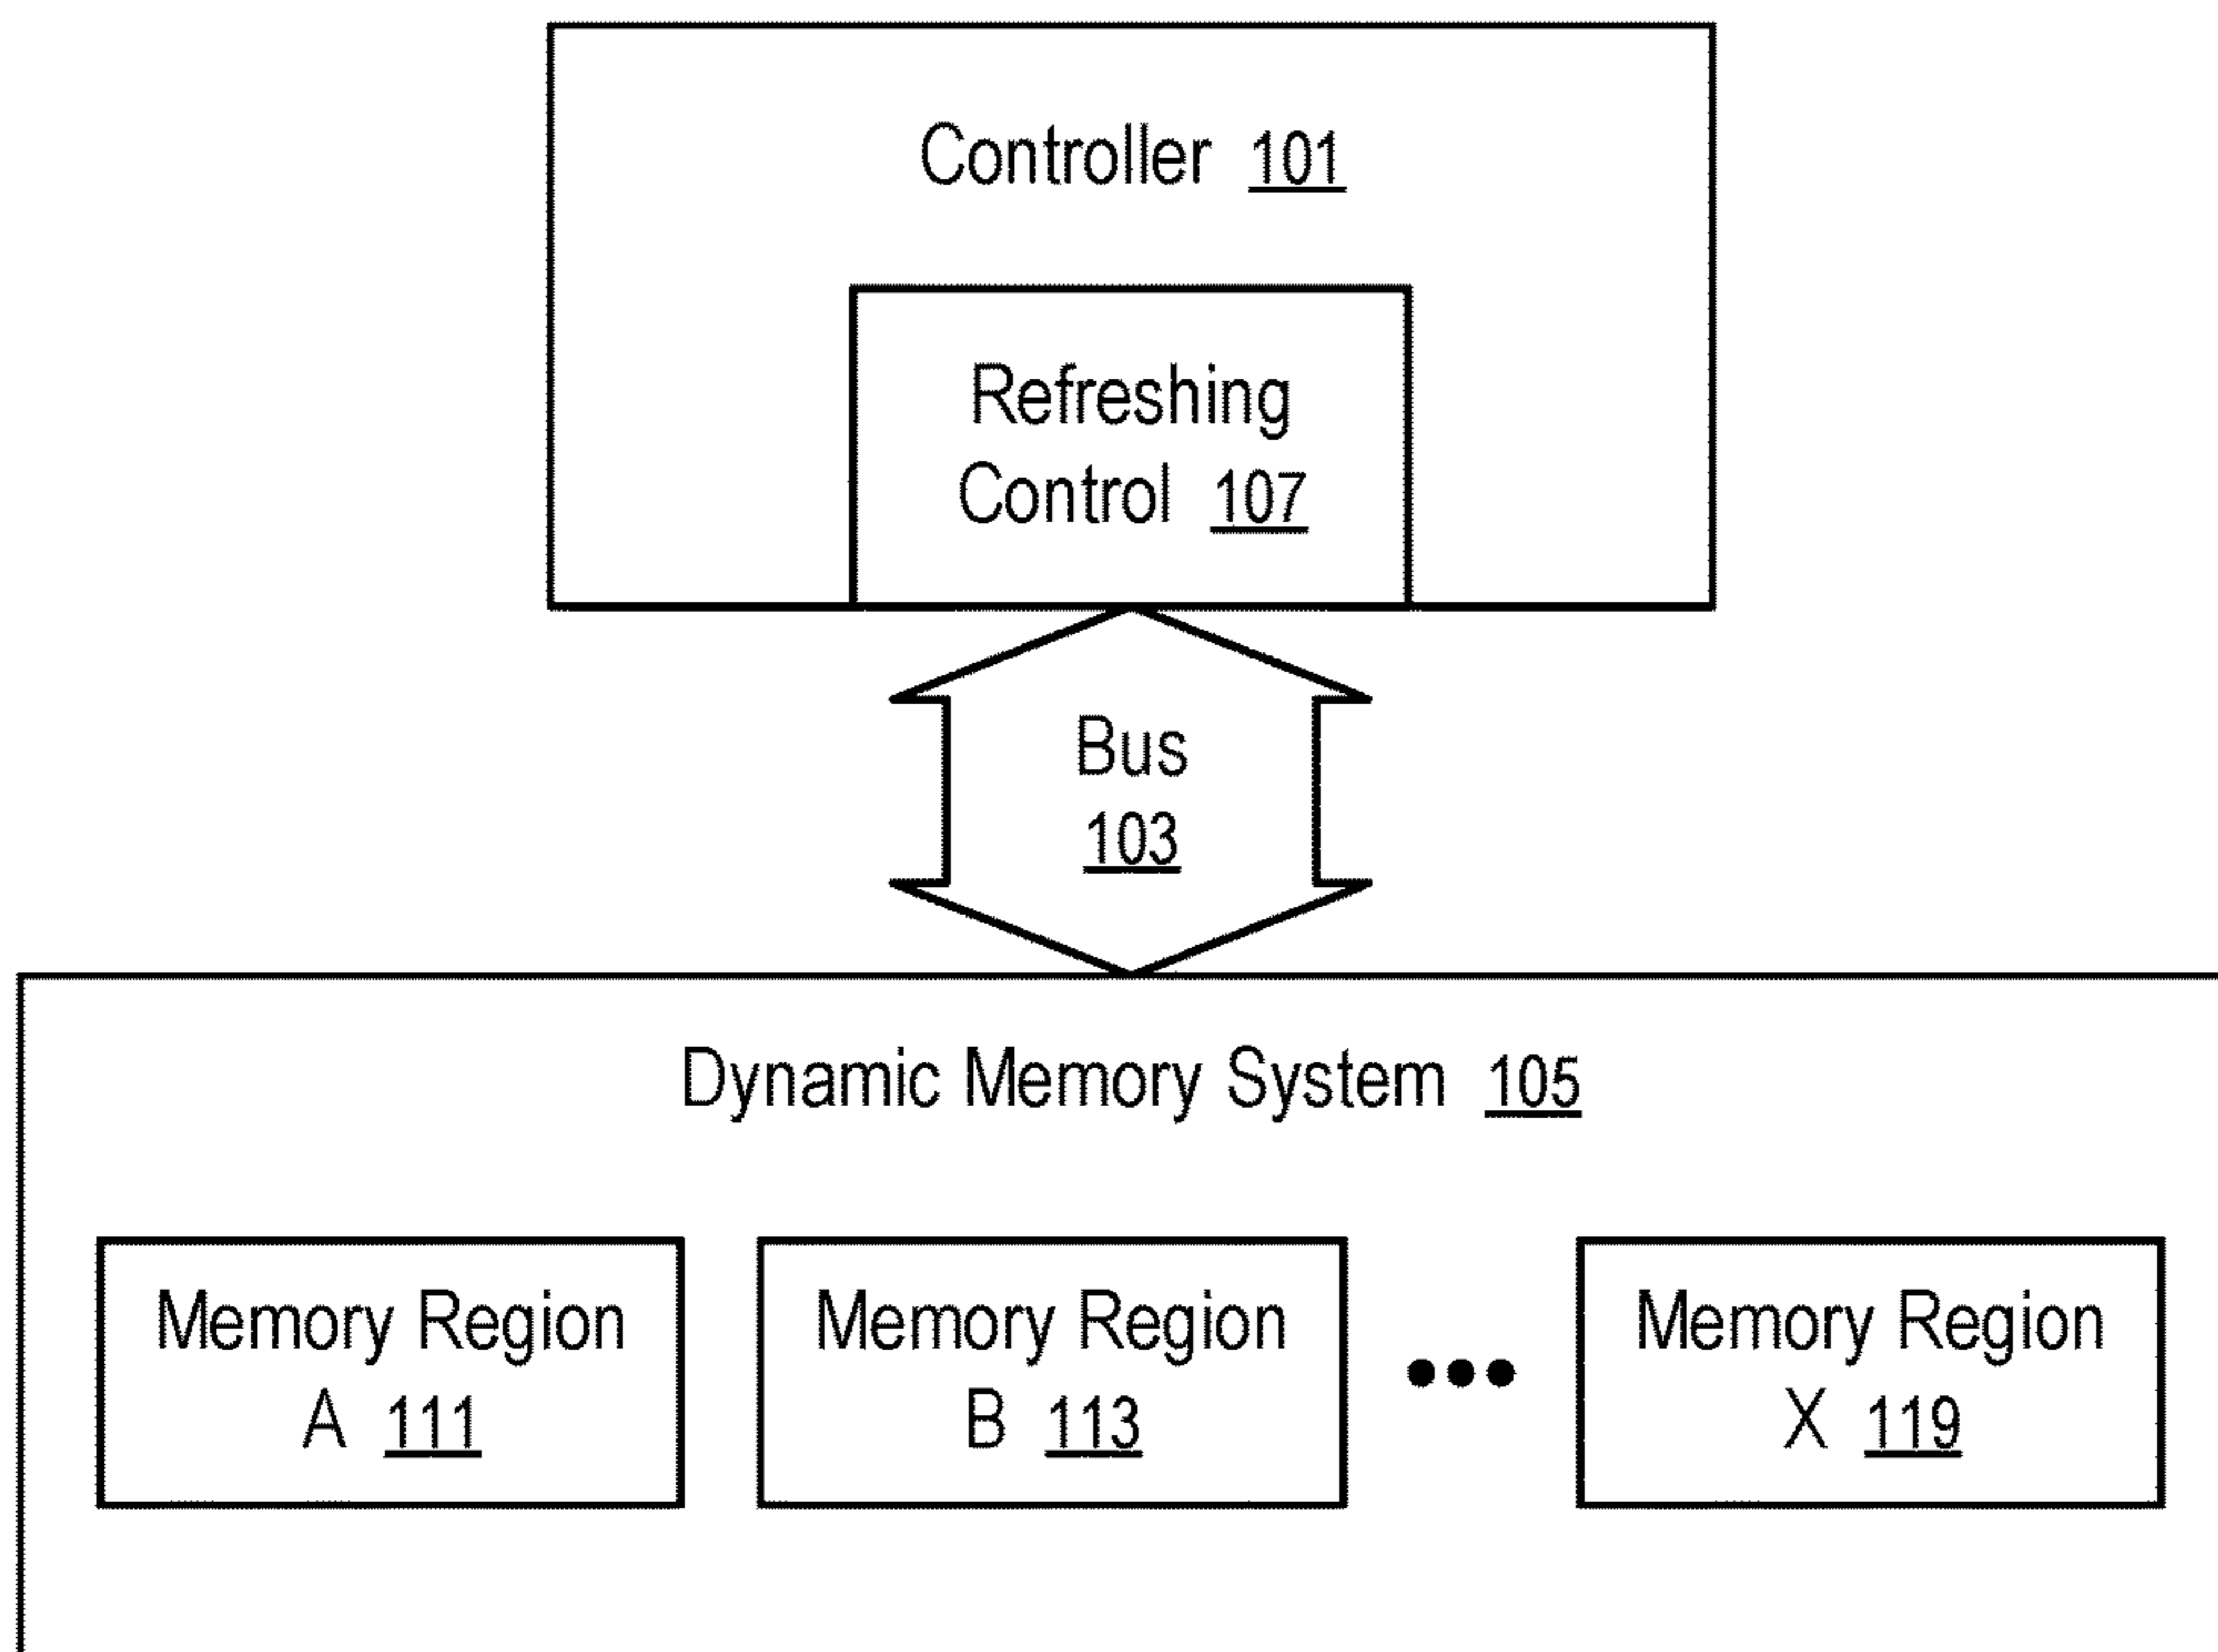 Controller 101
Refreshing
Control 107
Bus
103
Dynamic Memory System 105
Memory Region
A 111
Memory Region
B 113
•••
Memory Region
X 119